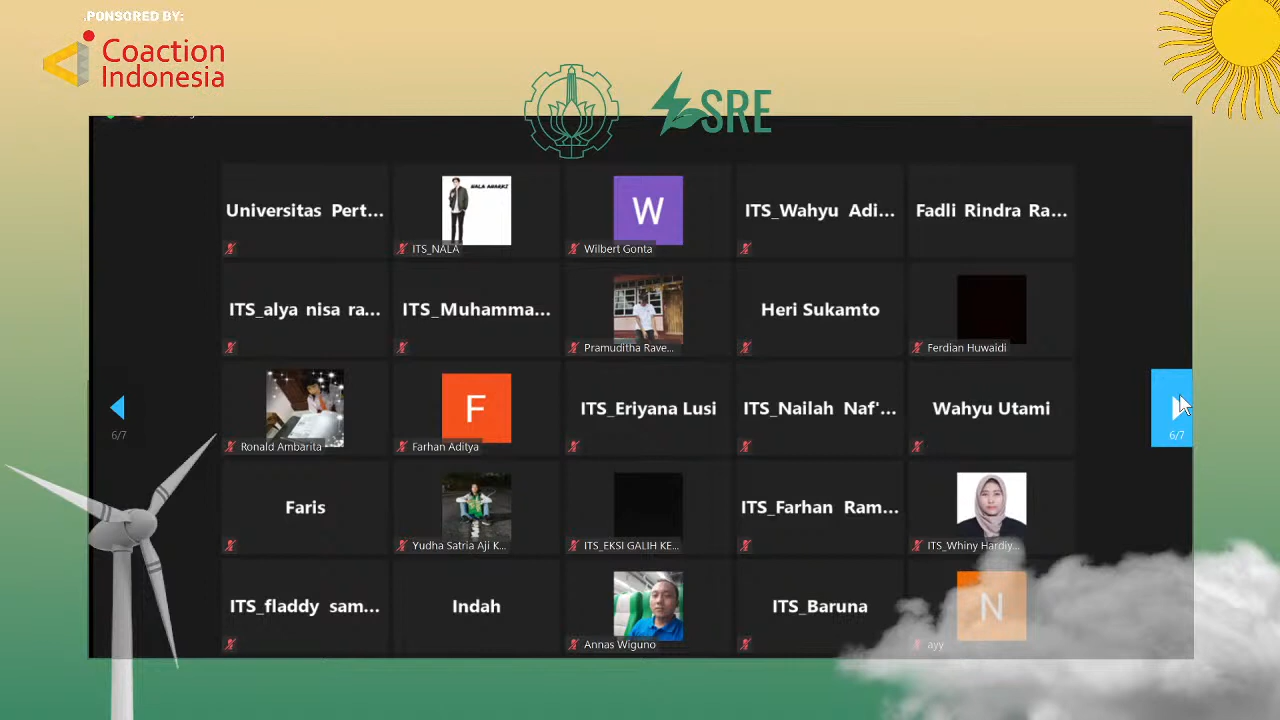 PONSORED BY:
Coaction
Indonesia
SRE
Universitas Pert...
NALA ANARKI
ITS_NALA
W
Wilbert Gonta
ITS_Wahyu Adi...
Fadli Rindra Ra...
ITS_alya nisa ra...
ITS_Muhamma...
Pramuditha Rave...
Heri Sukamto
Ferdian Huwaidi
Ronald Ambarita
F
Farhan Aditya
ITS_Eriyana Lusi
ITS_Nailah Naf'...
Wahyu Utami
6/7
6/7
Faris
Yudha Satria Aji K...
ITS_EKSI GALIH KE...
ITS_Farhan Ram...
ITS_Whiny Hardiy...
ITS_fladdy sam...
Indah
Annas Wiguno
ITS_Baruna
N
ayy